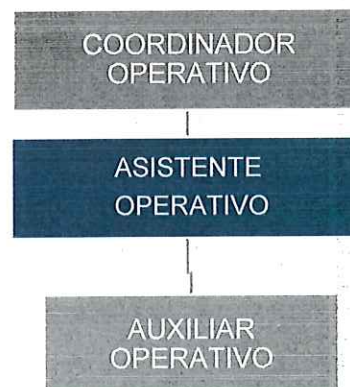 COORDINADOR
OPERATIVO
ASISTENTE
OPERATIVO
AUXILIAR
OPERATIVO